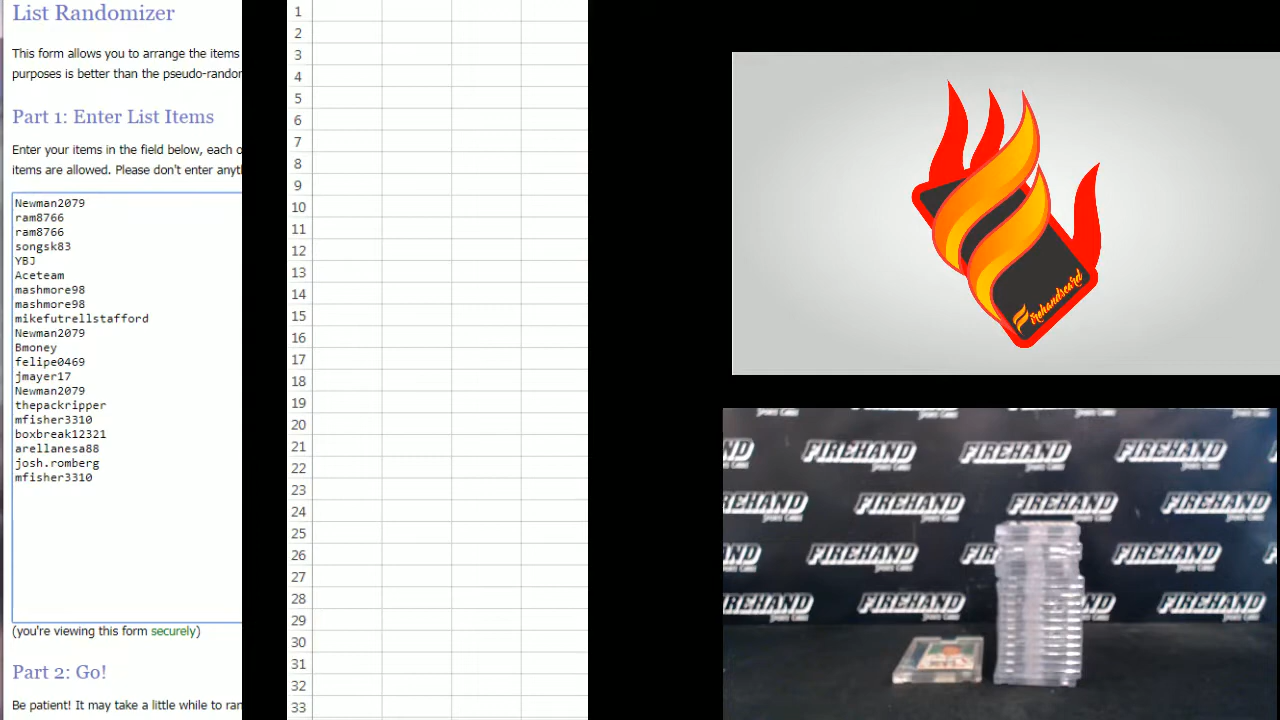 List Randomizer
This form allows you to arrange the items
purposes is better than the pseudo-random
Part 1: Enter List Items
Enter your items in the field below, each o
items are allowed. Please don't enter anyt
Newman2079
ram8766
ram8766
songsk83
YBJ
Aceteam
mashmore98
mashmore98
mikefutrellstafford
Newman2079
Bmoney
felipe0469
jmayer17
Newman2079
thepackripper
mfisher3310
boxbreak12321
arellanesa88
josh.romberg
mfisher3310
(you're viewing this form securely)
Part 2: Go!
Be patient! It may take a little while to ran
1
2
3
4
5
6
7
8
9
10
11
12
13
14
15
16
17
18
19
20
21
22
23
24
25
26
27
28
29
30
31
32
33
Firehandscard
FIREHAND FIREHAND FIREHAND
FIREHAND FIREHAND FIREHAND FIREHAND
FIREHAND FIREHAND
FIREHAND FIREHAND